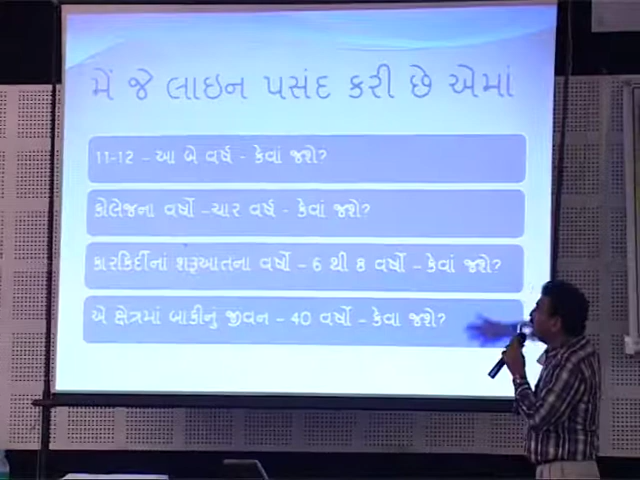 મેં જે લાઇન પસંદ કરી છે એમાં
11-12 - આ બે વર્ષ - કેવાં જશે?
કોલેજના વર્ષો -ચાર વર્ષ - કેવાં જશે?
કારકિર્દીનાં શરૂઆતના વર્ષો - 6 થી 8 વર્ષો - કેવાં જશે?
એ ક્ષેત્રમાં બાકીનુ જીવન - 40 વર્ષો - કેવા જશે?